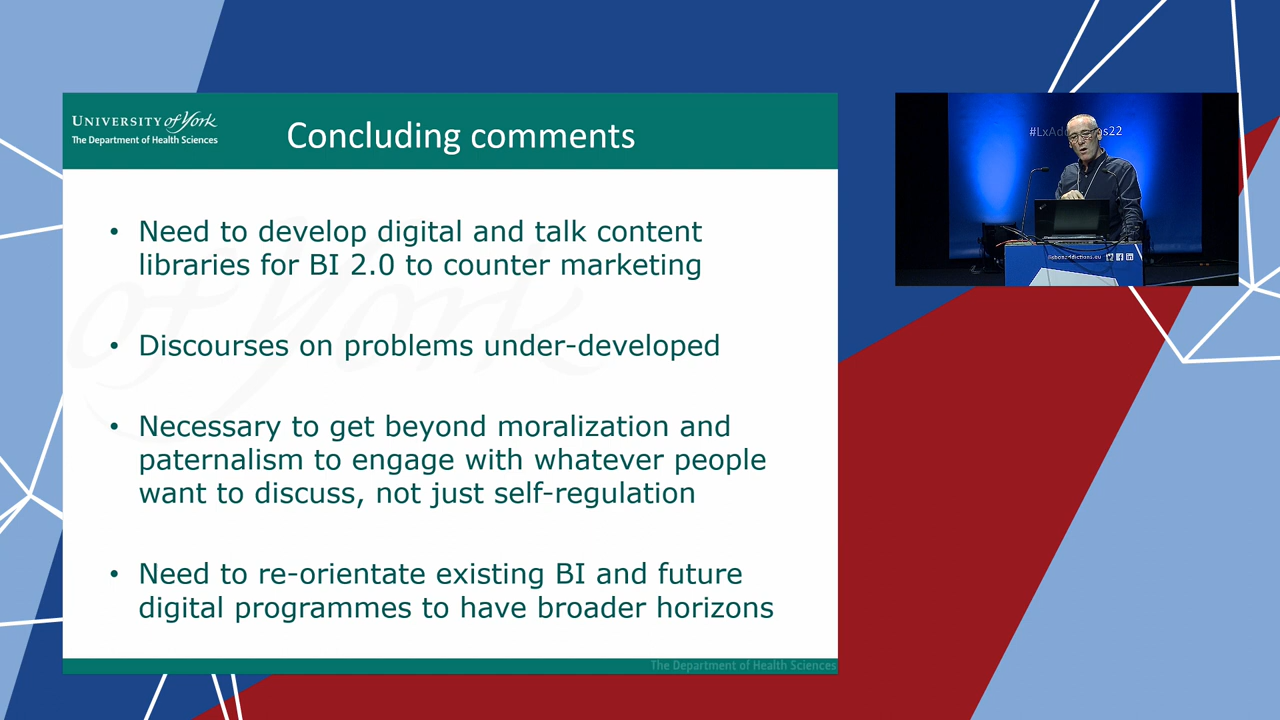 UNIVERSITY of York
The Department of Health Sciences
Concluding comments
• Need to develop digital and talk content
libraries for BI 2.0 to counter marketing
• Discourses on problems under-developed
• Necessary to get beyond moralization and
paternalism to engage with whatever people
want to discuss, not just self-regulation
• Need to re-orientate existing BI and future
digital programmes to have broader horizons
The Department of Health Sciences